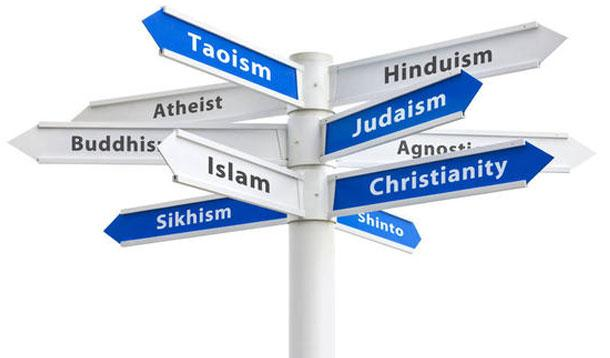 Taoism
Hinduism
Atheist
Judaism
Buddhis
Agnosti
Islam
Christianity
Sikhism
Shinto